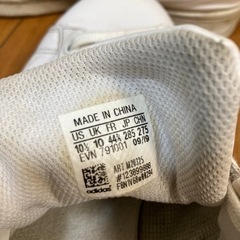 MADE IN CHINA
US UK FR JP CHN
10½ 10 44⅔ 285 275
EVN 791001 09/19
ART M20325
adidas